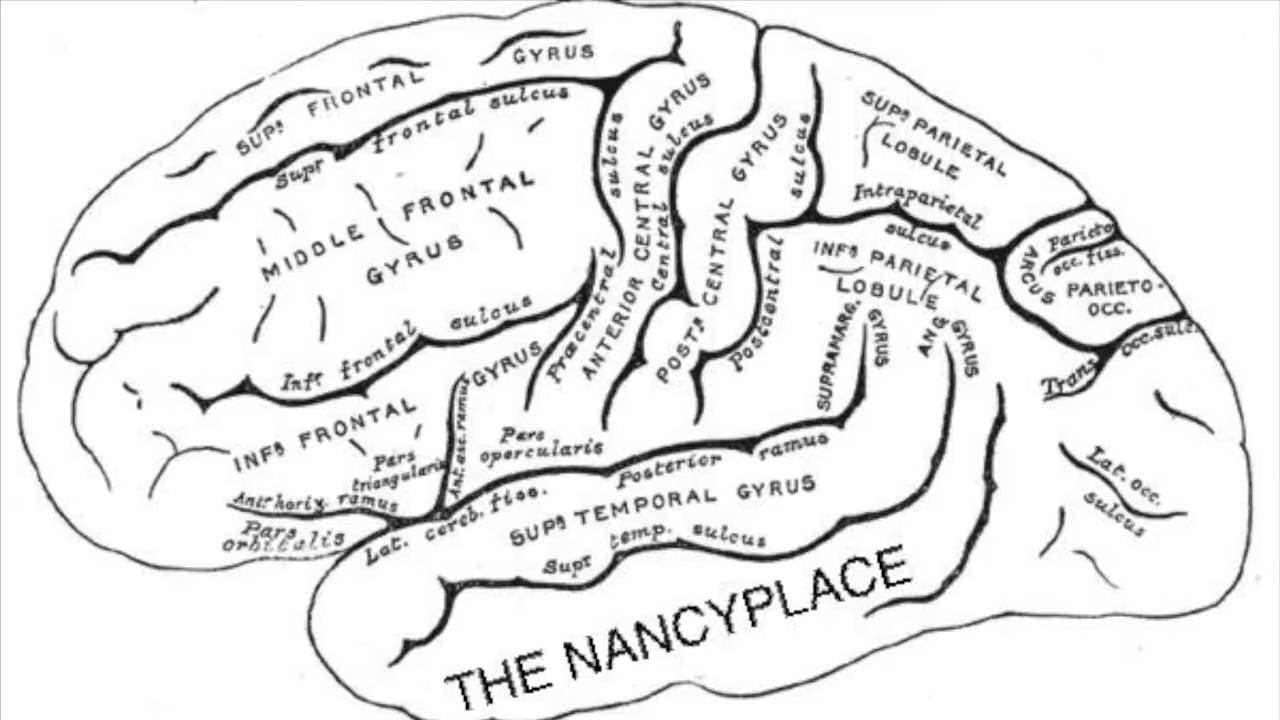 SUPR FRONTAL GYRUS
Supr frontal sulcus
MIDDLE FRONTAL
GYRUS
Infr frontal sulcus
INFR FRONTAL GYRUS
Pars
triangularis
Ant. asc. ramus
Pars
opercularis
Antr horiz. ramus
Pars
orbitalis
Præcentral sulcus
ANTERIOR CENTRAL GYRUS
Central sulcus
POSTR CENTRAL GYRUS
Postcentral sulcus
SUPR PARIETAL
LOBULE
Intraparietal
sulcus
INFR PARIETAL
LOBULE
SUPRAMARG.
GYRUS
ANG
GYRUS
Parieto
occ. fiss.
ARCUS
PARIETO-
OCC.
Trans occ. sulc.
Lat. occ.
sulcus
Lat. cereb. fiss.
Posterior ramus
SUPR TEMPORAL GYRUS
Supr temp. sulcus
THE NANCYPLACE